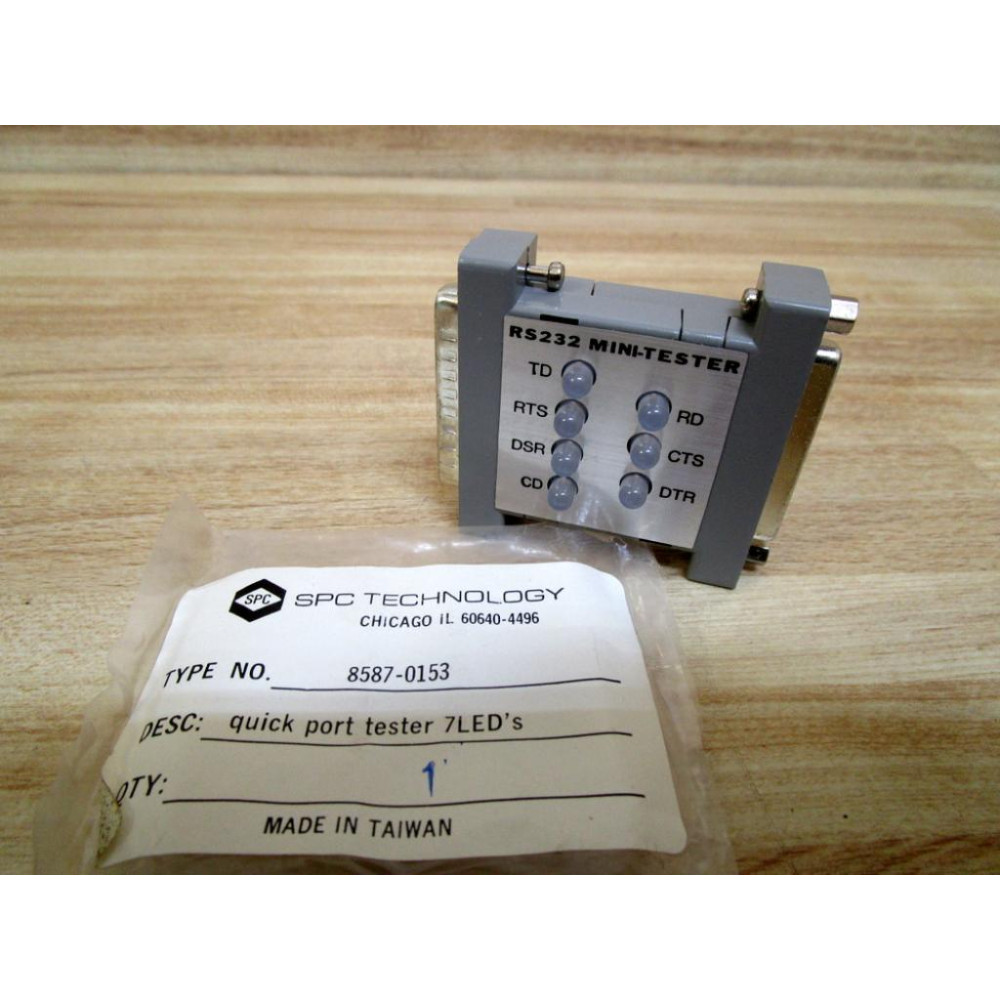 RS232 MINI-TESTER
TD
RTS
RD
DSR
CTS
CD
DTR
SPC SPC TECHNOLOGY
CHICAGO IL 60640-4496
TYPE NO. 8587-0153
DESC: quick port tester 7LED's
QTY: 1
MADE IN TAIWAN